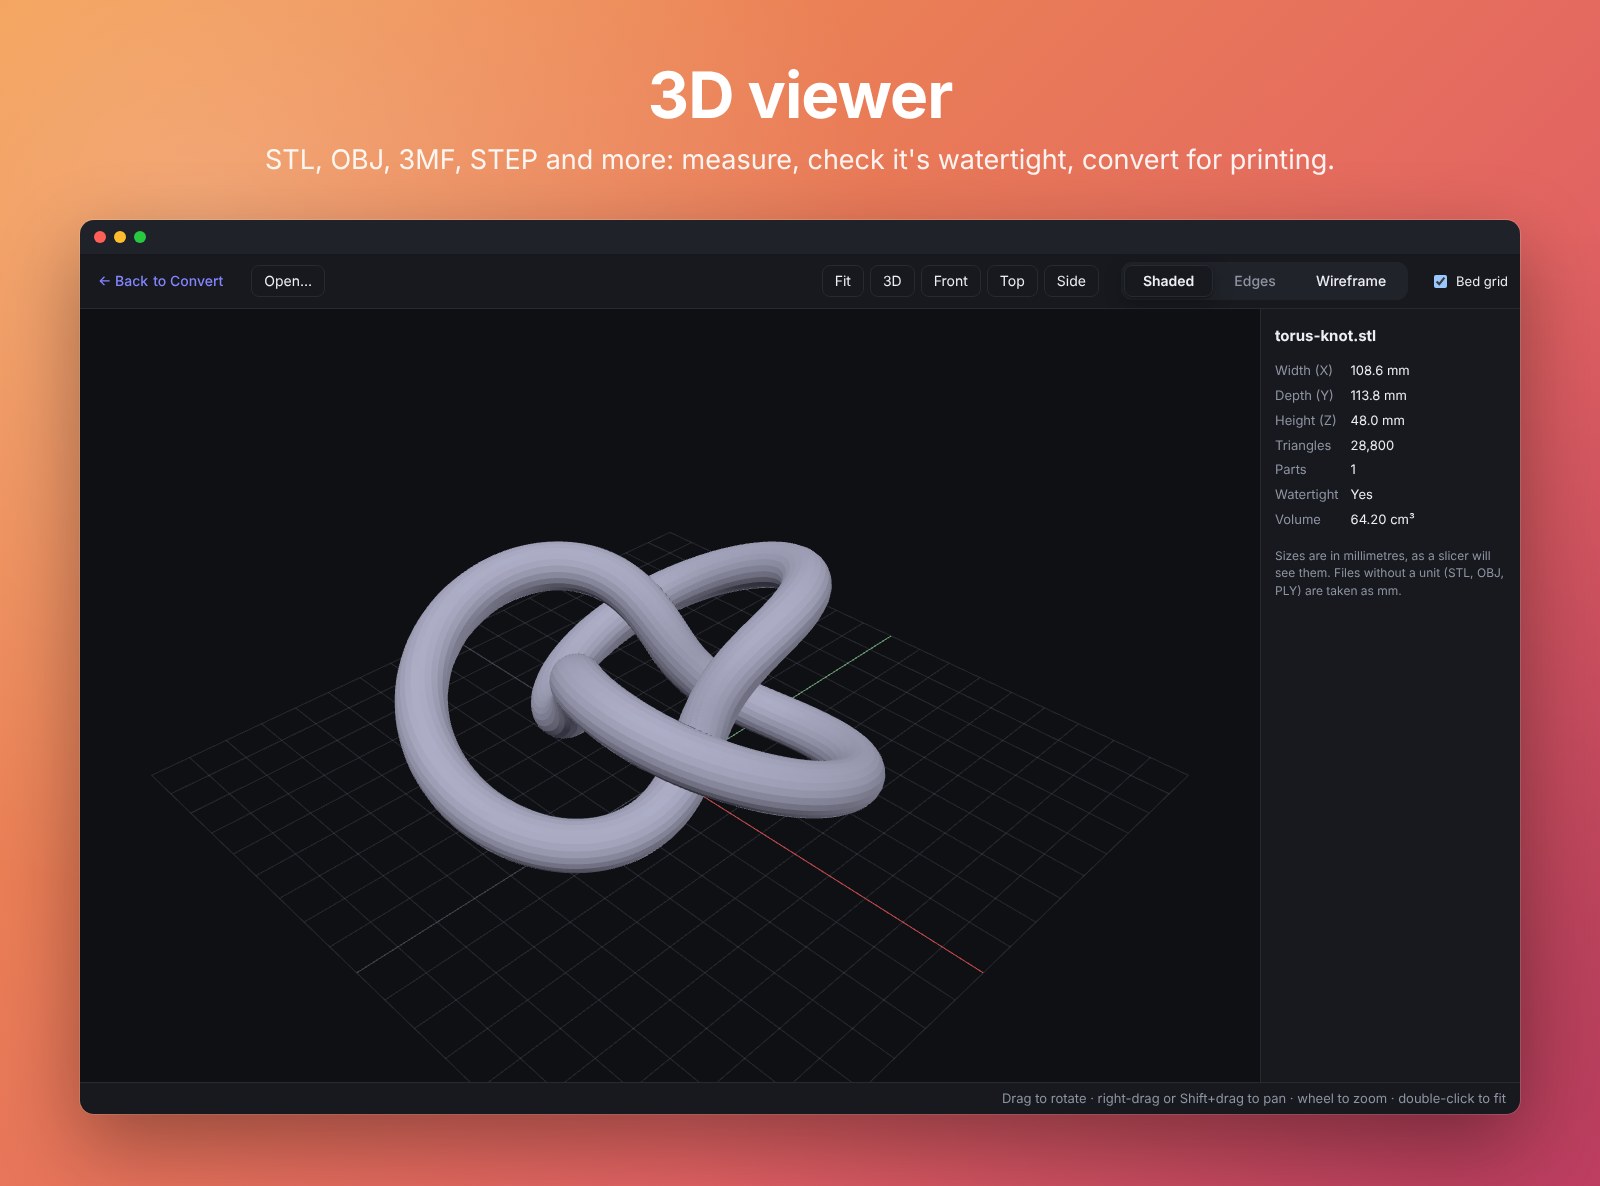 3D viewer
STL, OBJ, 3MF, STEP and more: measure, check it's watertight, convert for printing.
← Back to Convert
Open...
Fit
3D
Front
Top
Side
Shaded
Edges
Wireframe
Bed grid
torus-knot.stl
Width (X) 108.6 mm
Depth (Y) 113.8 mm
Height (Z) 48.0 mm
Triangles 28,800
Parts 1
Watertight Yes
Volume 64.20 cm³
Sizes are in millimetres, as a slicer will
see them. Files without a unit (STL, OBJ,
PLY) are taken as mm.
Drag to rotate · right-drag or Shift+drag to pan · wheel to zoom · double-click to fit